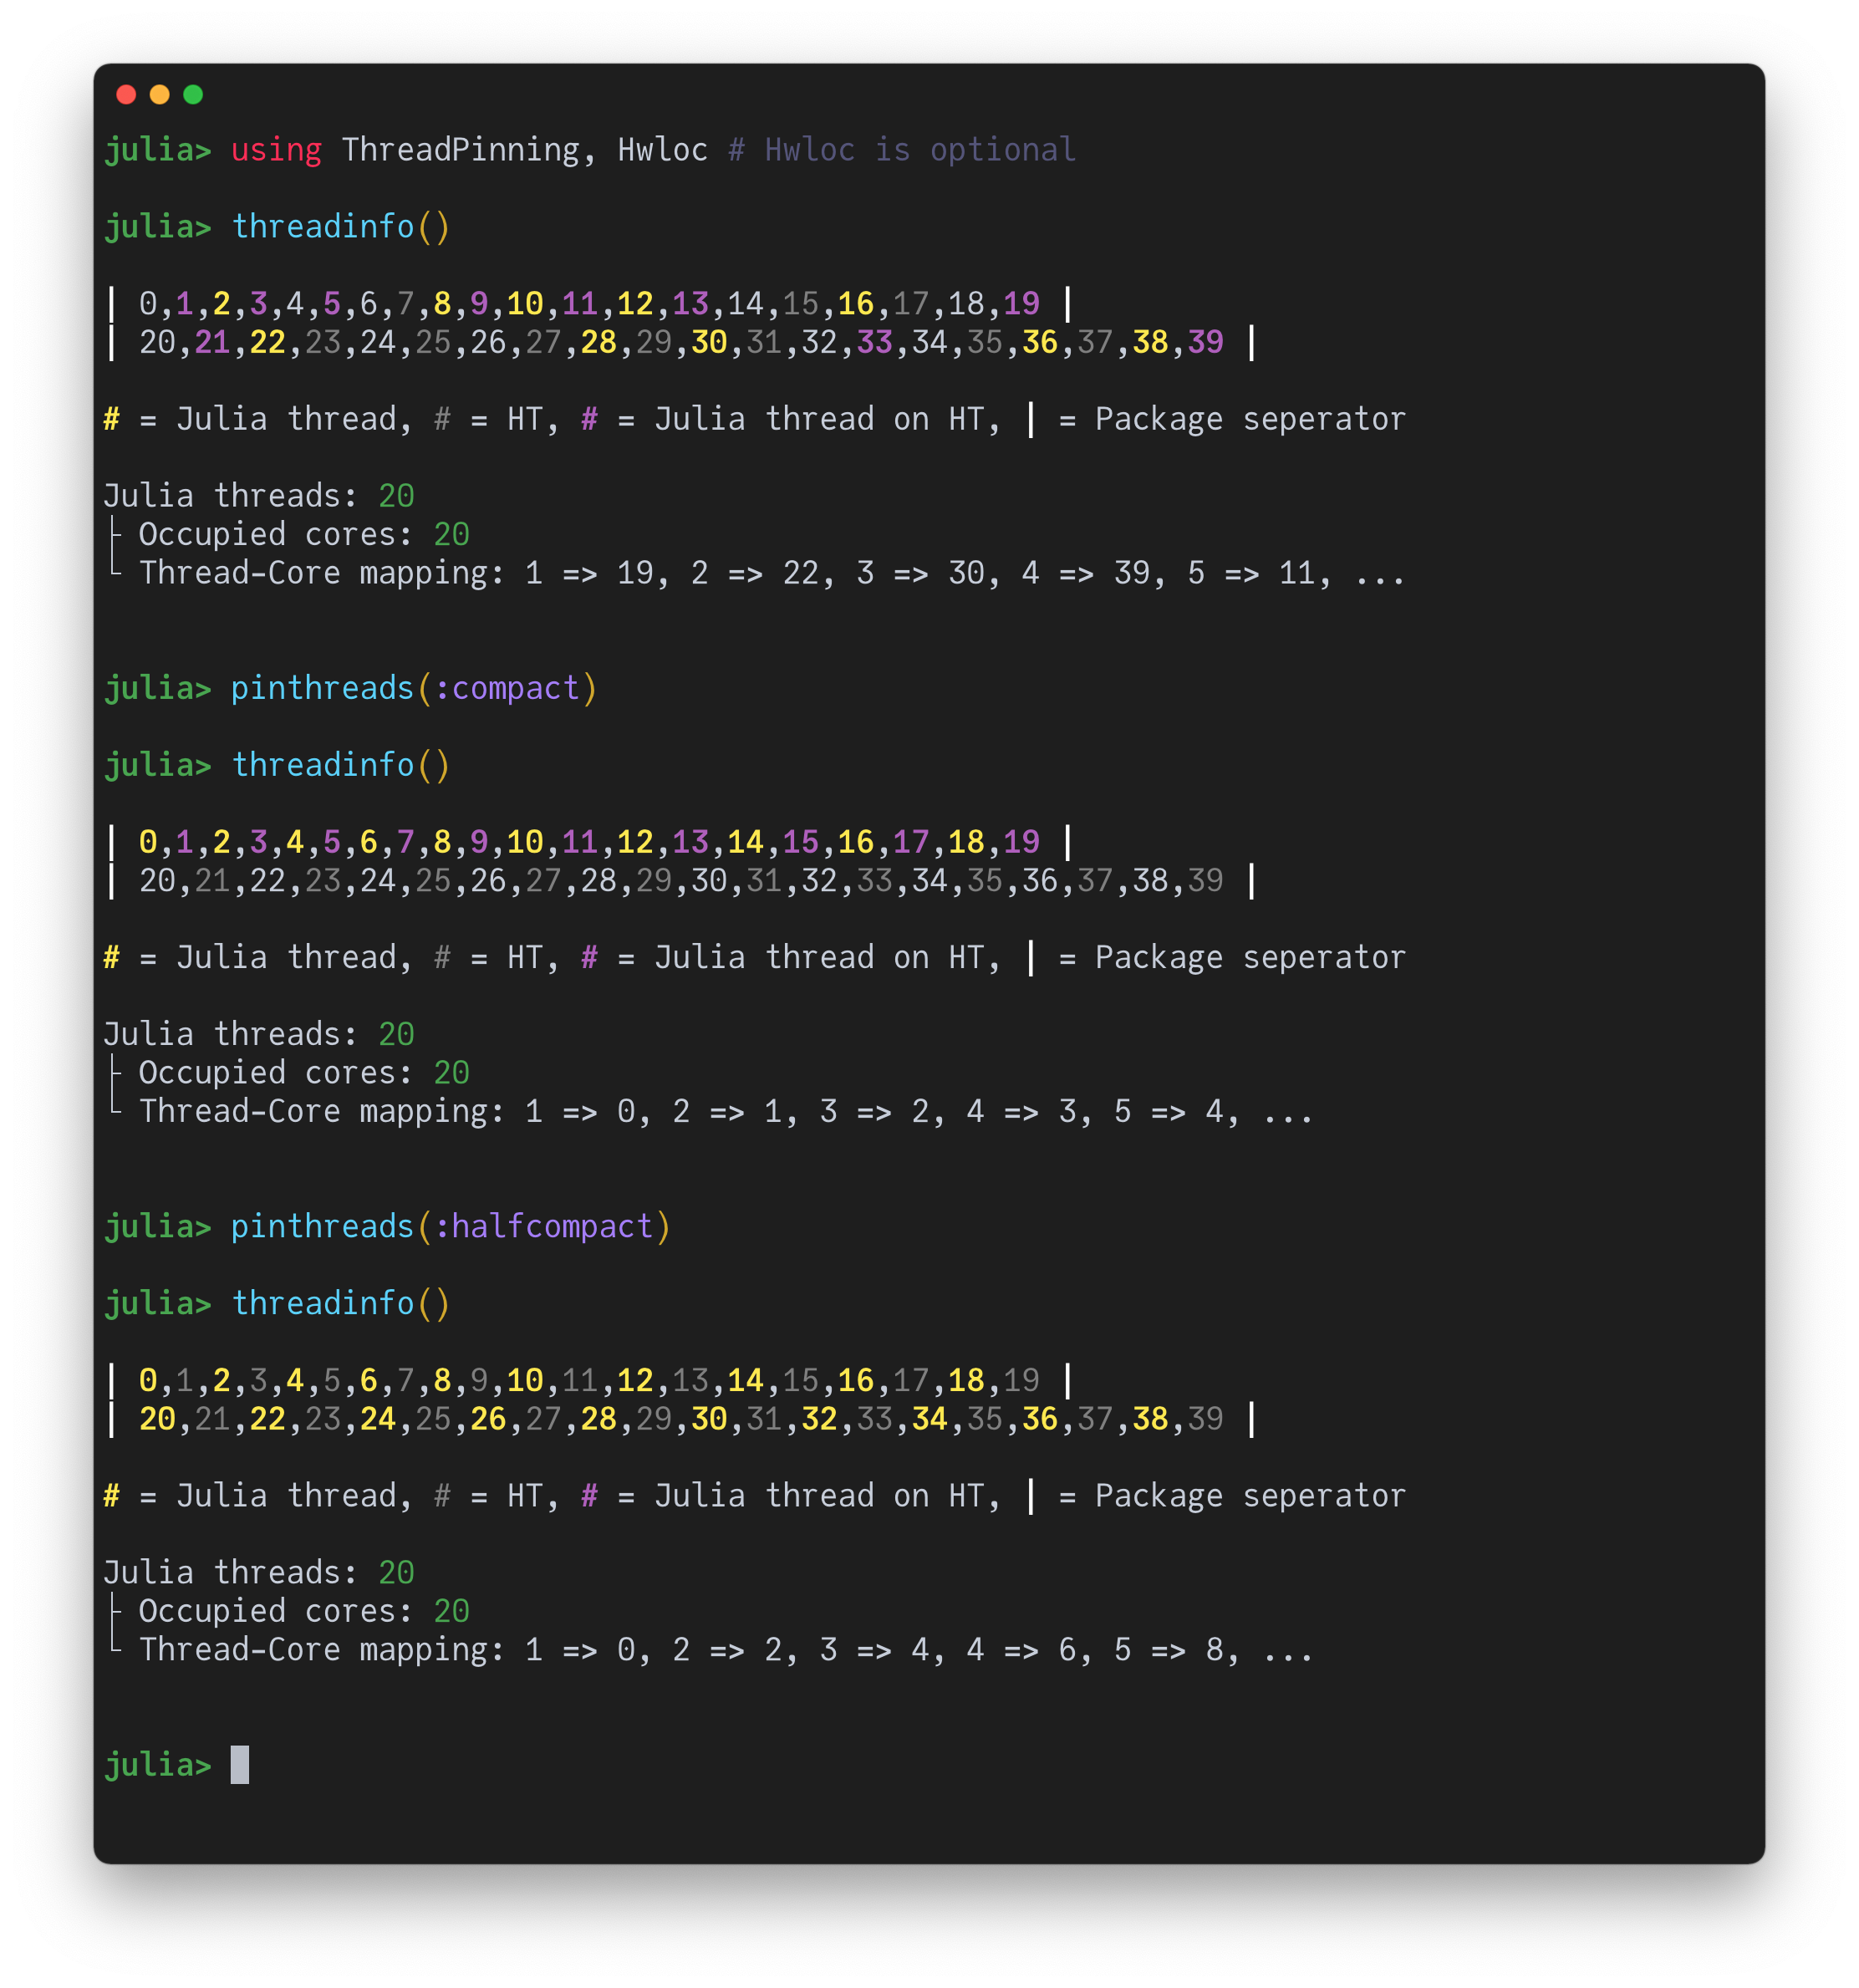 julia> using ThreadPinning, Hwloc # Hwloc is optional
julia> threadinfo()
| 0,1,2,3,4,5,6,7,8,9,10,11,12,13,14,15,16,17,18,19 |
| 20,21,22,23,24,25,26,27,28,29,30,31,32,33,34,35,36,37,38,39 |
# = Julia thread, # = HT, # = Julia thread on HT, | = Package seperator
Julia threads: 20
├ Occupied cores: 20
└ Thread-Core mapping: 1 => 19, 2 => 22, 3 => 30, 4 => 39, 5 => 11, ...
julia> pinthreads(:compact)
julia> threadinfo()
| 0,1,2,3,4,5,6,7,8,9,10,11,12,13,14,15,16,17,18,19 |
| 20,21,22,23,24,25,26,27,28,29,30,31,32,33,34,35,36,37,38,39 |
# = Julia thread, # = HT, # = Julia thread on HT, | = Package seperator
Julia threads: 20
├ Occupied cores: 20
└ Thread-Core mapping: 1 => 0, 2 => 1, 3 => 2, 4 => 3, 5 => 4, ...
julia> pinthreads(:halfcompact)
julia> threadinfo()
| 0,1,2,3,4,5,6,7,8,9,10,11,12,13,14,15,16,17,18,19 |
| 20,21,22,23,24,25,26,27,28,29,30,31,32,33,34,35,36,37,38,39 |
# = Julia thread, # = HT, # = Julia thread on HT, | = Package seperator
Julia threads: 20
├ Occupied cores: 20
└ Thread-Core mapping: 1 => 0, 2 => 2, 3 => 4, 4 => 6, 5 => 8, ...
julia>